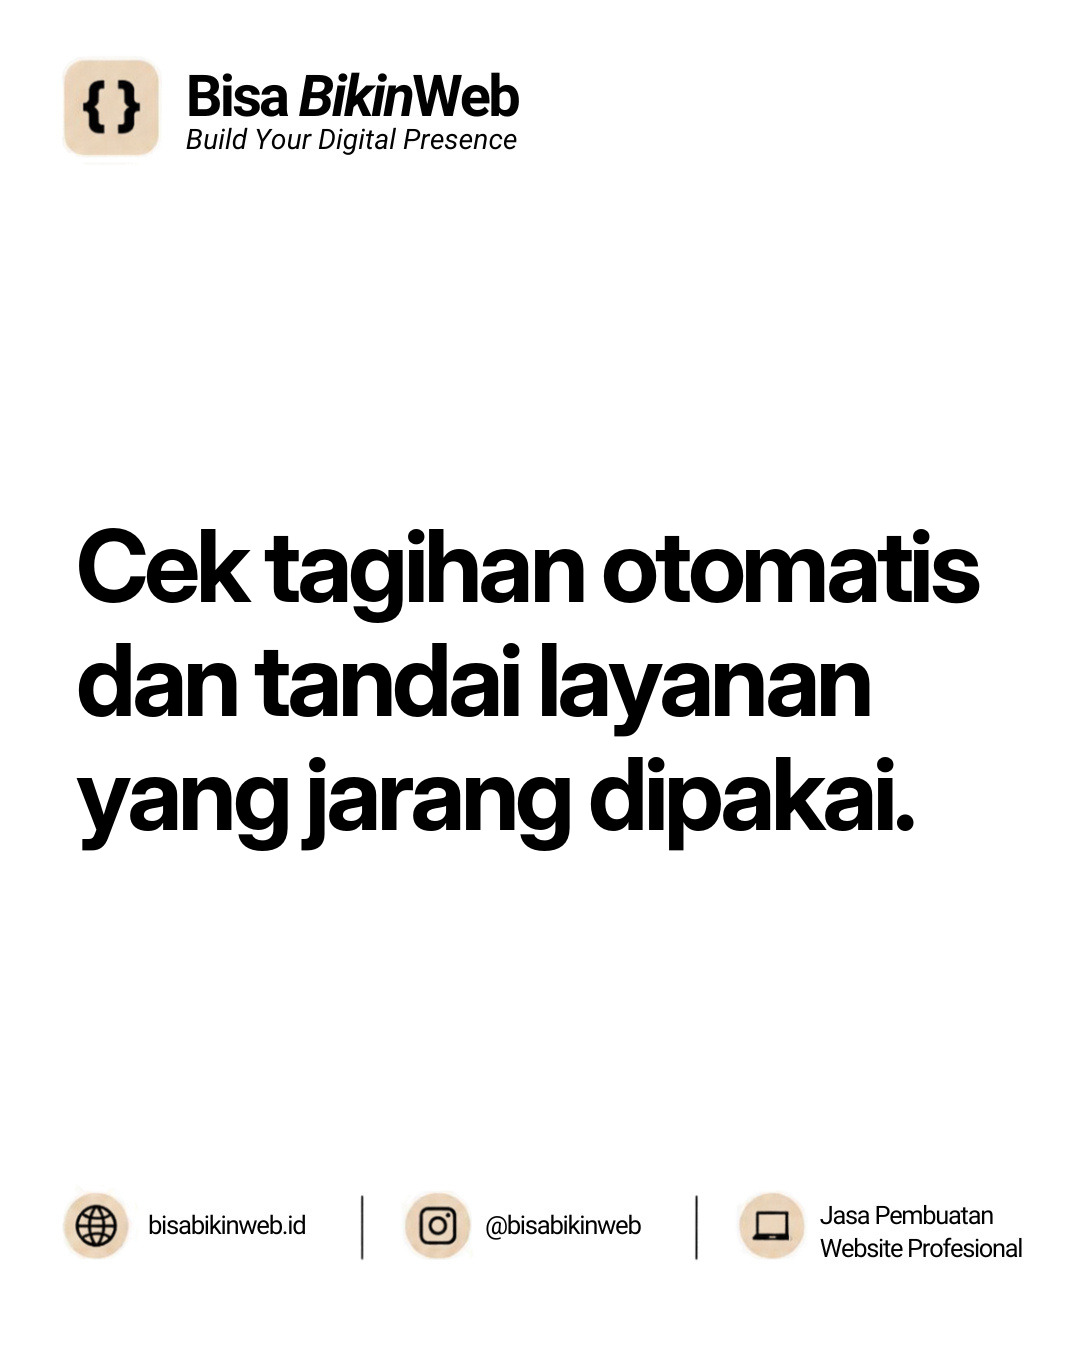 { }
Bisa BikinWeb
Build Your Digital Presence
Cek tagihan otomatis
dan tandai layanan
yang jarang dipakai.
bisabikinweb.id
@bisabikinweb
Jasa Pembuatan
Website Profesional